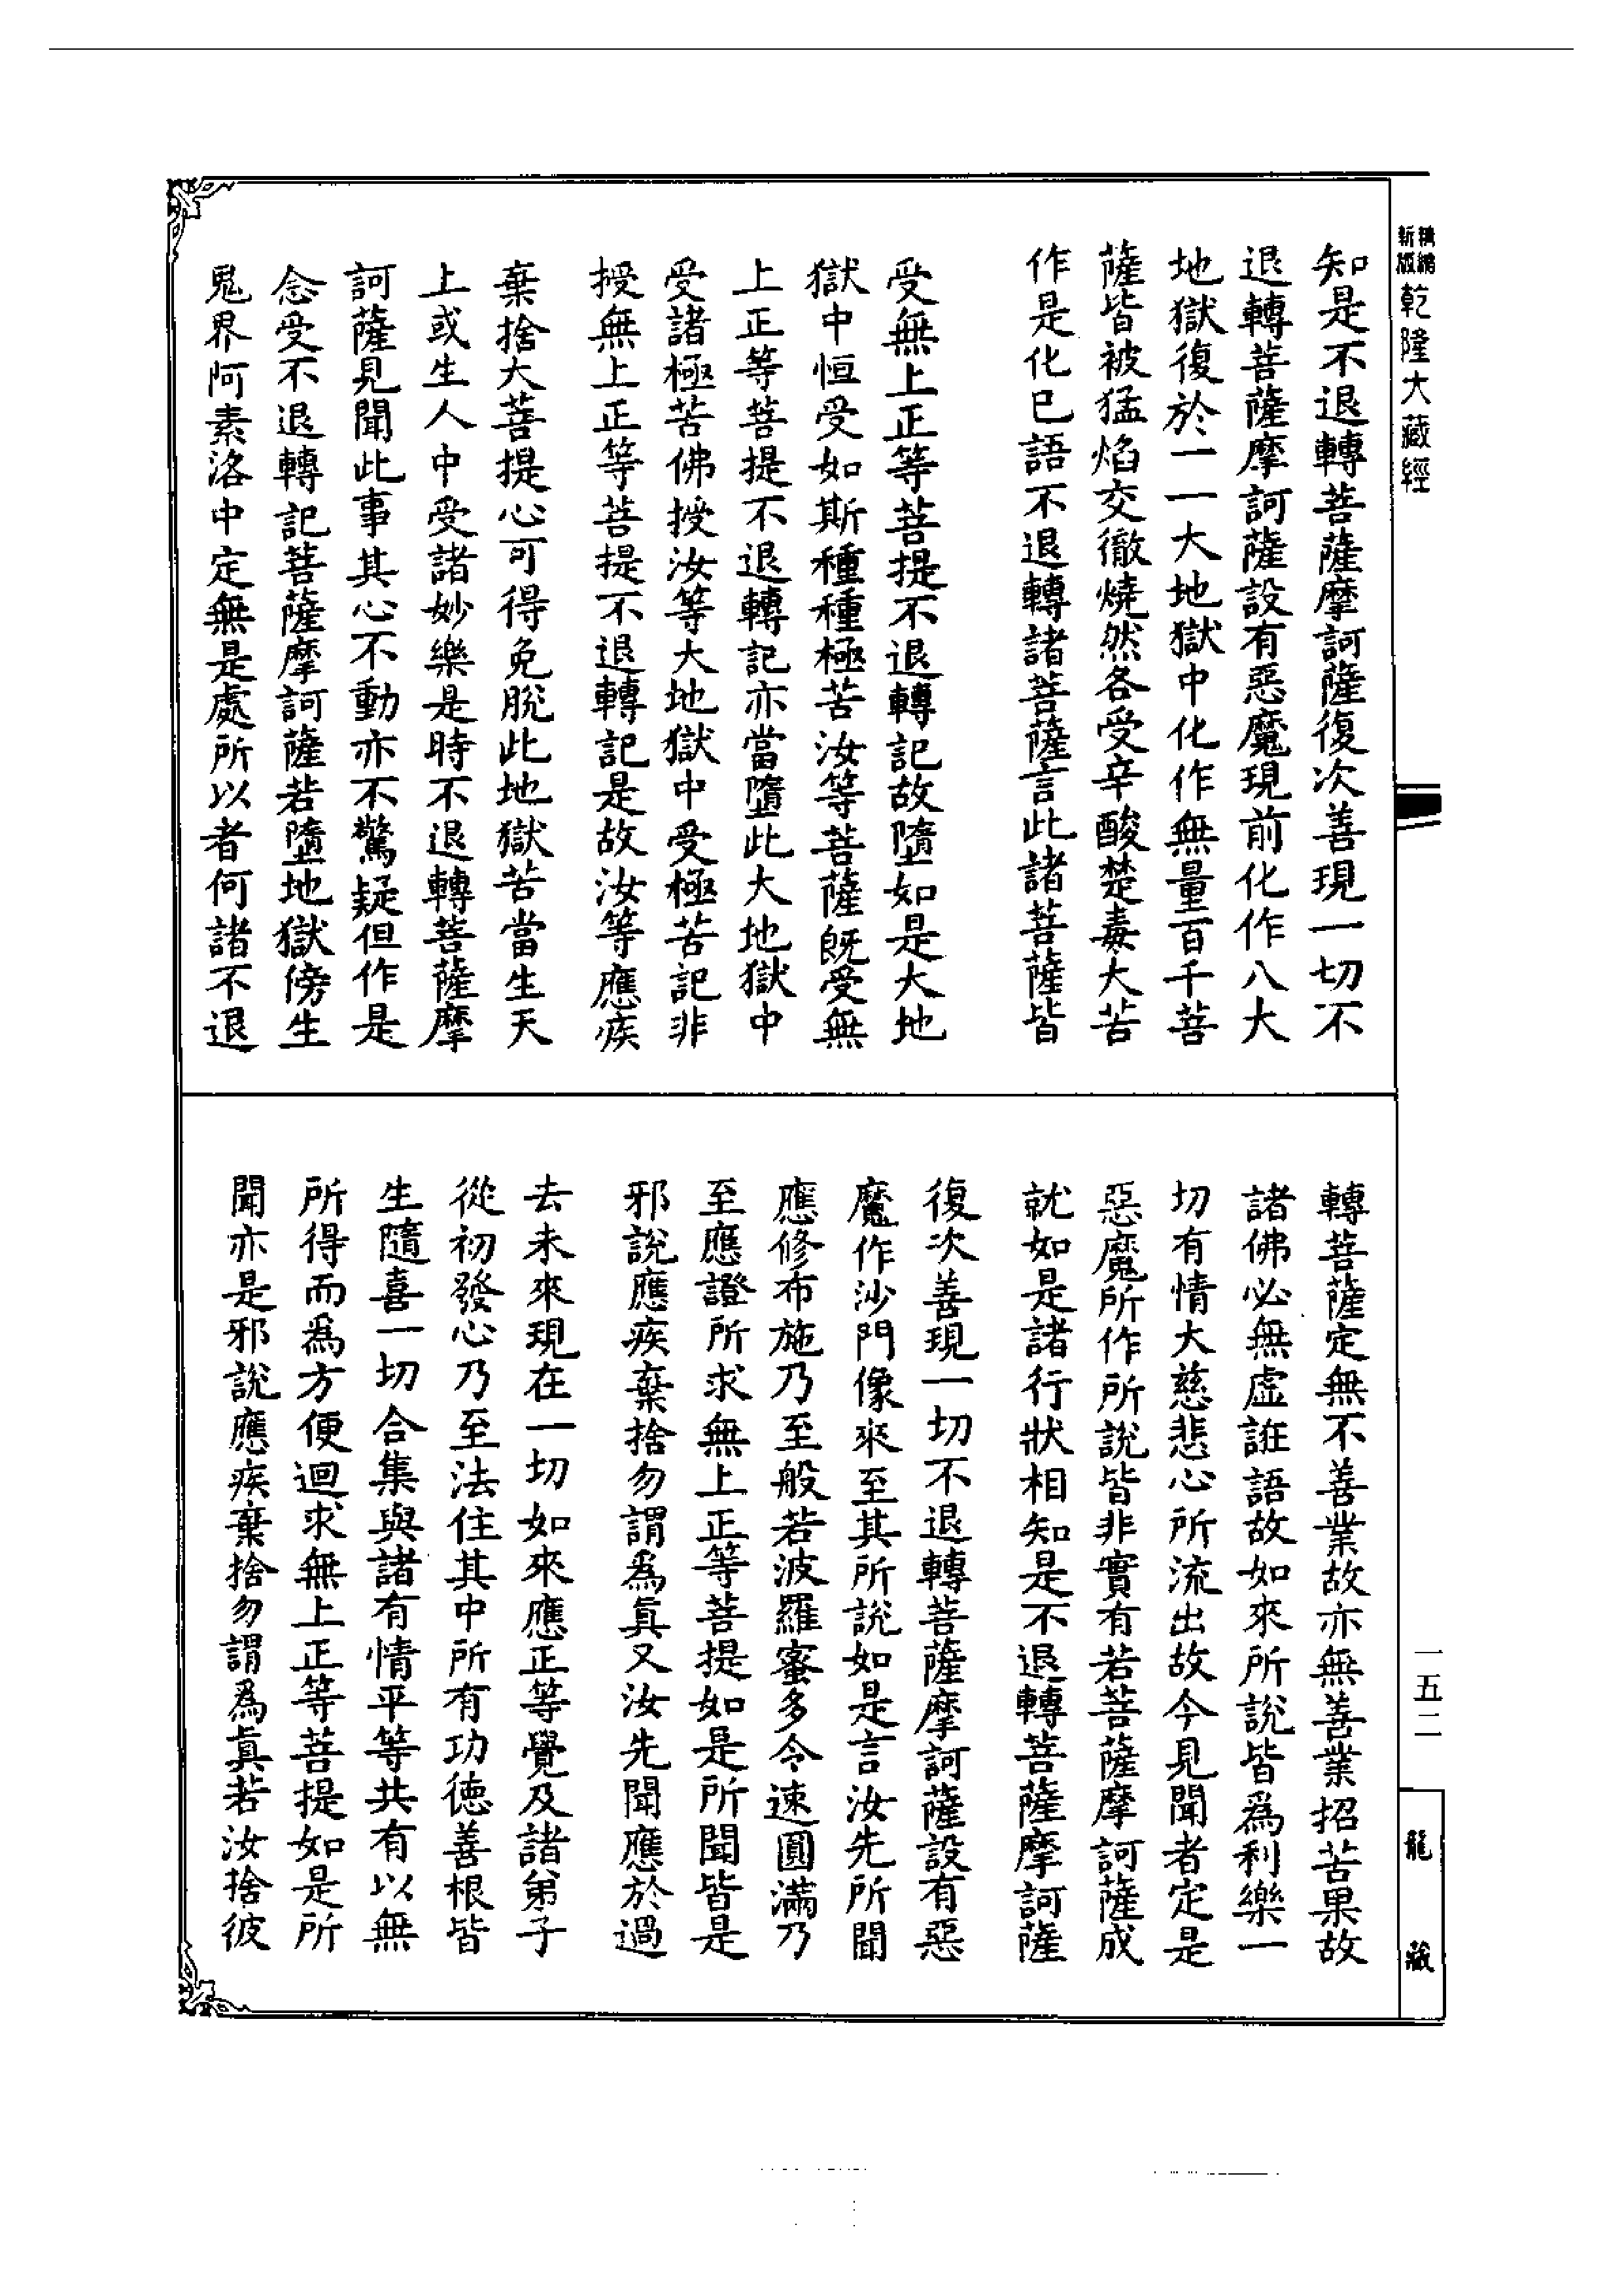 精編
新版
乾隆大藏經
知是不退轉菩薩摩訶薩復次善現一切不
退轉菩薩摩訶薩設有惡魔現前化作八大
地獄復於一一大地獄中化作無量百千菩
薩皆被猛焰交徹燒然各受辛酸楚毒大苦
作是化已語不退轉諸菩薩言此諸菩薩皆
受無上正等菩提不退轉記故墮如是大地
獄中恒受如斯種種極苦汝等菩薩既受無
上正等菩提不退轉記亦當墮此大地獄中
受諸極苦佛授汝等大地獄中受極苦記非
授無上正等菩提不退轉記是故汝等應疾
棄捨大菩提心可得免脫此地獄苦當生天
上或生人中受諸妙樂是時不退轉菩薩摩
訶薩見聞此事其心不動亦不驚疑但作是
念受不退轉記菩薩摩訶薩若墮地獄傍生
鬼界阿素洛中定無是處所以者何諸不退
轉菩薩定無不善業故亦無善業招苦果故
諸佛必無虛誑語故如來所說皆爲利樂一
切有情大慈悲心所流出故今見聞者定是
惡魔所作所說皆非實有若菩薩摩訶薩成
就如是諸行狀相知是不退轉菩薩摩訶薩
復次善現一切不退轉菩薩摩訶薩設有惡
魔作沙門像來至其所說如是言汝先所聞
應修布施乃至般若波羅蜜多令速圓滿乃
至應證所求無上正等菩提如是所聞皆是
邪說應疾棄捨勿謂爲眞又汝先聞應於過
去未來現在一切如來應正等覺及諸弟子
從初發心乃至法住其中所有功德善根皆
生隨喜一切合集與諸有情平等共有以無
所得而爲方便迴求無上正等菩提如是所
聞亦是邪說應疾棄捨勿謂爲眞若汝捨彼
一五二
龍藏